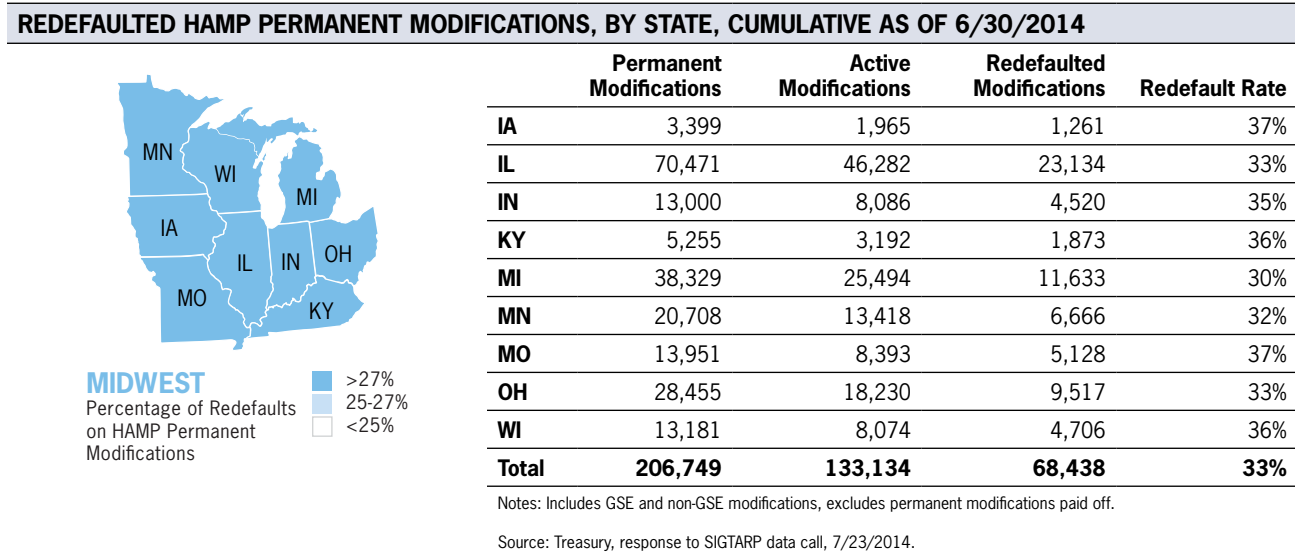 REDEFAULTED HAMP PERMANENT MODIFICATIONS, BY STATE, CUMULATIVE AS OF 6/30/2014
MN
WI
MI
IA
IL
IN
OH
MO
KY
MIDWEST
Percentage of Redefaults
on HAMP Permanent
Modifications
>27%
25-27%
<25%
Permanent Modifications Active Modifications Redefaulted Modifications Redefault Rate
IA 3,399 1,965 1,261 37%
IL 70,471 46,282 23,134 33%
IN 13,000 8,086 4,520 35%
KY 5,255 3,192 1,873 36%
MI 38,329 25,494 11,633 30%
MN 20,708 13,418 6,666 32%
MO 13,951 8,393 5,128 37%
OH 28,455 18,230 9,517 33%
WI 13,181 8,074 4,706 36%
Total 206,749 133,134 68,438 33%
Notes: Includes GSE and non-GSE modifications, excludes permanent modifications paid off.
Source: Treasury, response to SIGTARP data call, 7/23/2014.